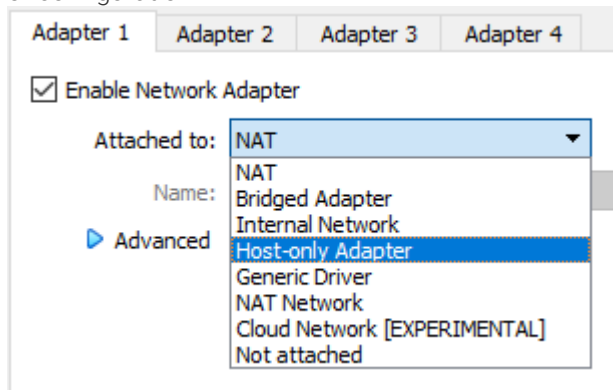 Adapter 1 Adapter 2 Adapter 3 Adapter 4
Enable Network Adapter
Attached to: NAT
NAT
Name:
Bridged Adapter
Internal Network
Advanced
Host-only Adapter
Generic Driver
NAT Network
Cloud Network [EXPERIMENTAL]
Not attached